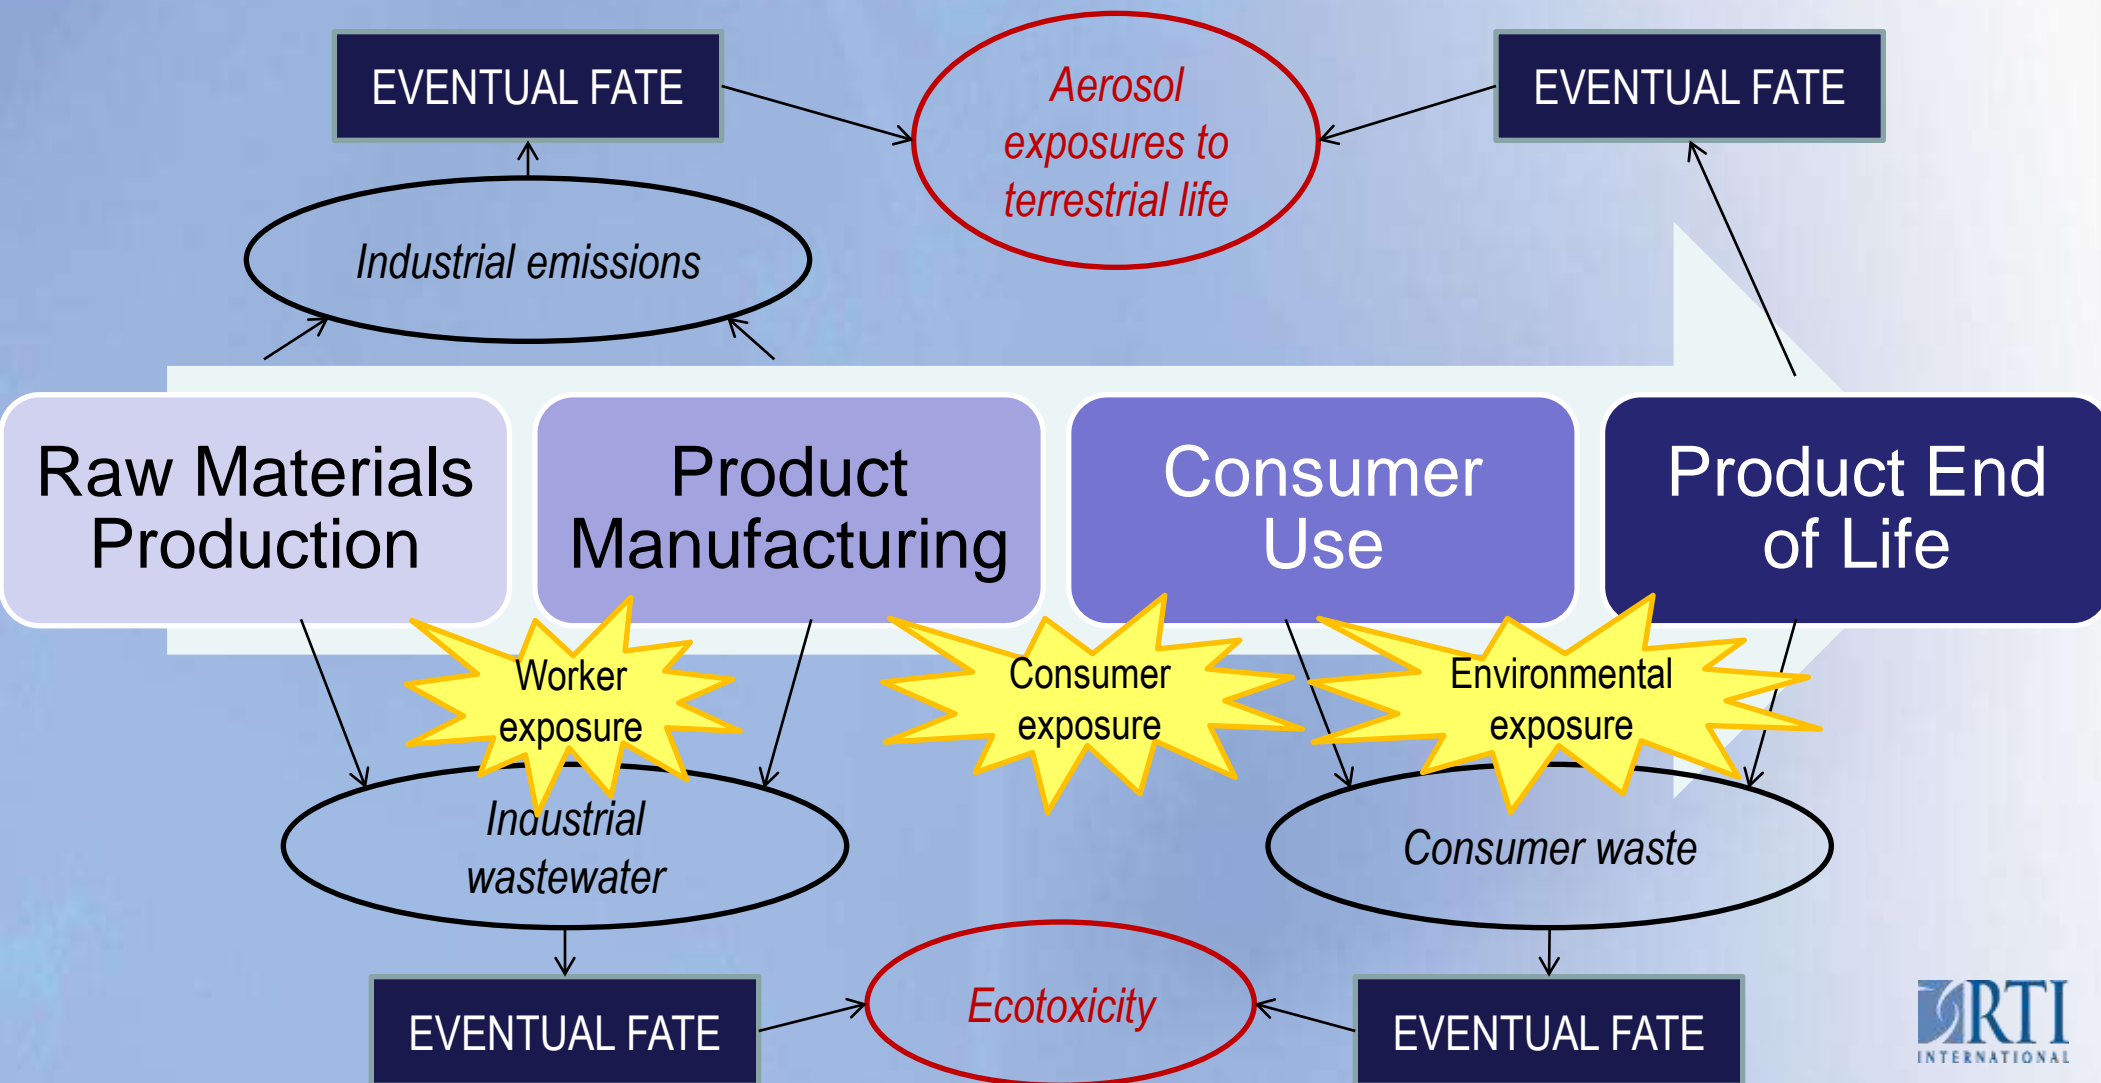 EVENTUAL FATE
Aerosol
exposures to
terrestrial life
EVENTUAL FATE
Industrial emissions
Raw Materials
Production
Product
Manufacturing
Consumer
Use
Product End
of Life
Worker
exposure
Consumer
exposure
Environmental
exposure
Industrial
wastewater
Consumer waste
EVENTUAL FATE
Ecotoxicity
EVENTUAL FATE
RTI
INTERNATIONAL